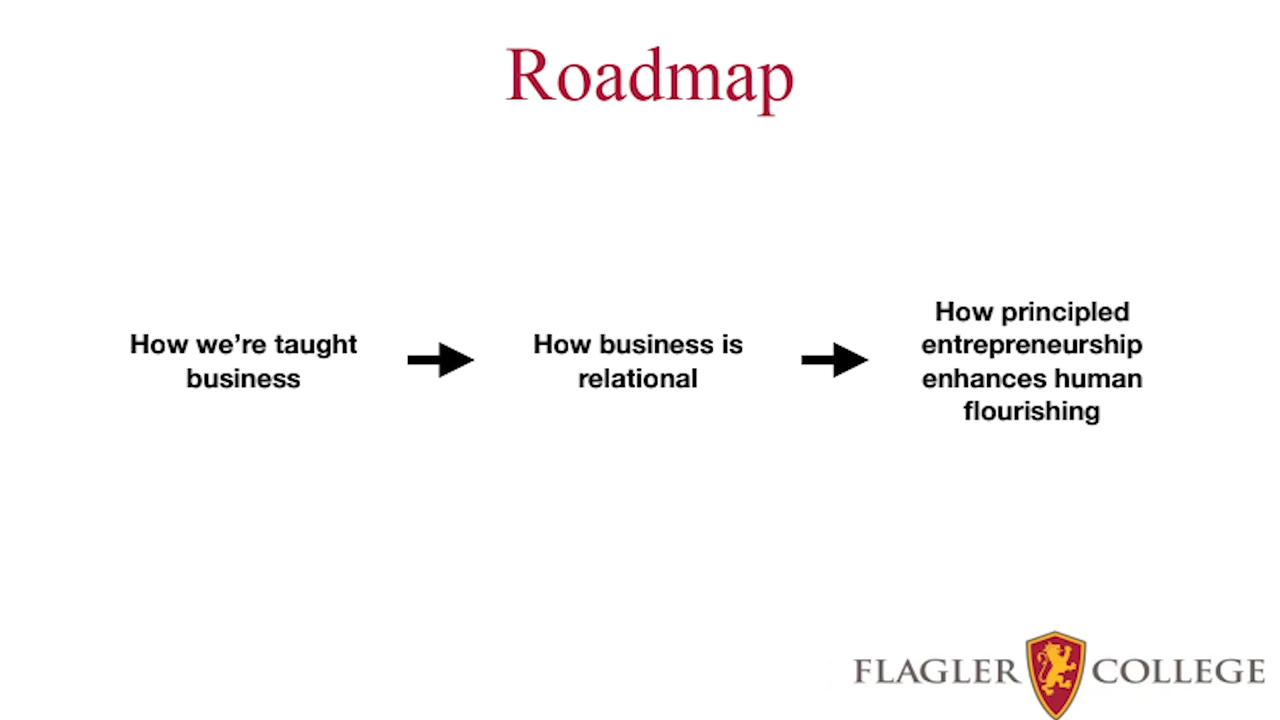 Roadmap
How we’re taught
business
How business is
relational
How principled
entrepreneurship
enhances human
flourishing
FLAGLER COLLEGE